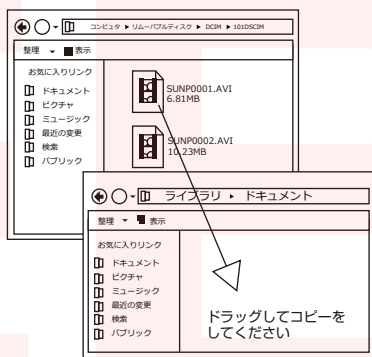 コンピュタ ▶ リムーバブルディスク ▶ DCIM ▶ 101DSCIM
整理 ▼ 表示
お気に入りリンク
ドキュメント
ピクチャ
ミュージック
最近の変更
検索
パブリック
SUNP0001.AVI
6.81MB
SUNP0002.AVI
10.23MB
ライブラリ ▶ ドキュメント
整理 ▼ 表示
お気に入りリンク
ドキュメント
ピクチャ
ミュージック
最近の変更
検索
パブリック
ドラッグしてコピーを
してください